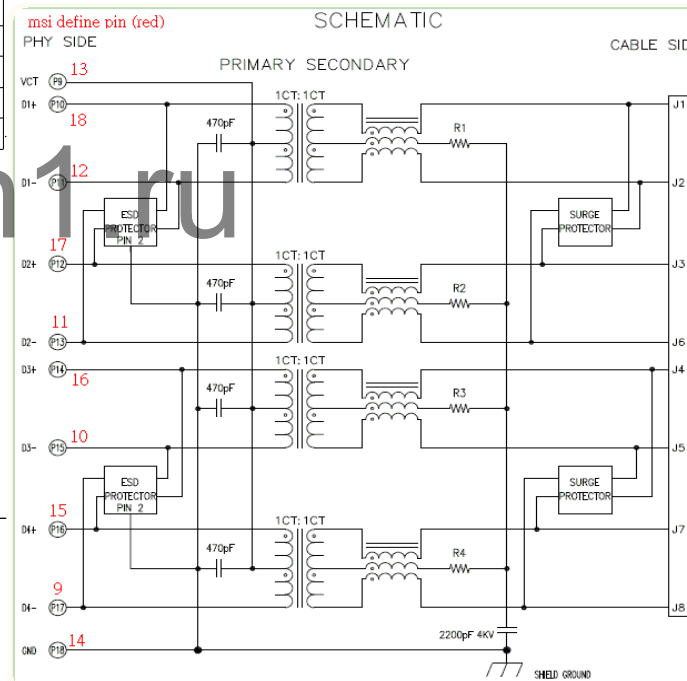 msi define pin (red)
SCHEMATIC
PHY SIDE
CABLE SID
PRIMARY SECONDARY
VCT P9 13
1CT: 1CT
D1+ P10
J1
18
470pF
R1
12
D1- P11
J2
n1.ru
ESD
PROTECTOR
PIN 2
SURGE
PROTECTOR
17
1CT: 1CT
D2+ P12
J3
470pF
R2
11
D2- P13
J6
1CT: 1CT
D3+ P14
J4
16
470pF
R3
10
D3- P15
J5
ESD
PROTECTOR
PIN 2
SURGE
PROTECTOR
15
1CT: 1CT
D4+ P16
J7
470pF
R4
9
D4- P17
J8
2200pF 4KV
GND P18 14
SHIELD GROUND